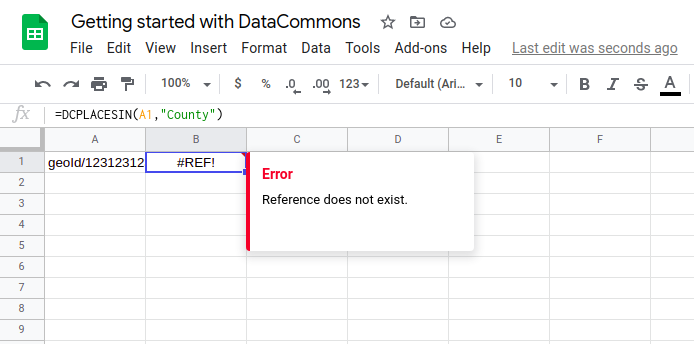 Getting started with DataCommons
File Edit View Insert Format Data Tools Add-ons Help Last edit was seconds ago
100% $ % .0 .00 123 Default (Ari... 10 B I S A
fx =DCPLACESIN(A1,"County")
A B C D E F
1 geoId/12312312 #REF!
Error
2
Reference does not exist.
3
4
5
6
7
8
9